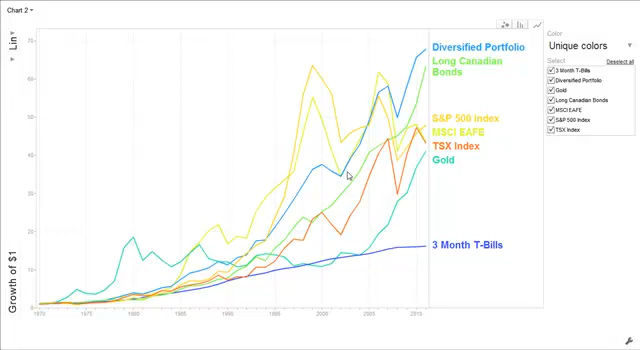 Chart 2
Color
Unique colors
Select
Deselect all
3 Month T-Bills
Diversified Portfolio
Gold
Long Canadian Bonds
MSCI EAFE
S&P 500 Index
TSX Index
Lin
Growth of $1
70
60
50
40
30
20
10
0
Diversified Portfolio
Long Canadian
Bonds
S&P 500 Index
MSCI EAFE
TSX Index
Gold
3 Month T-Bills
1970
1975
1980
1985
1990
1995
2000
2005
2010